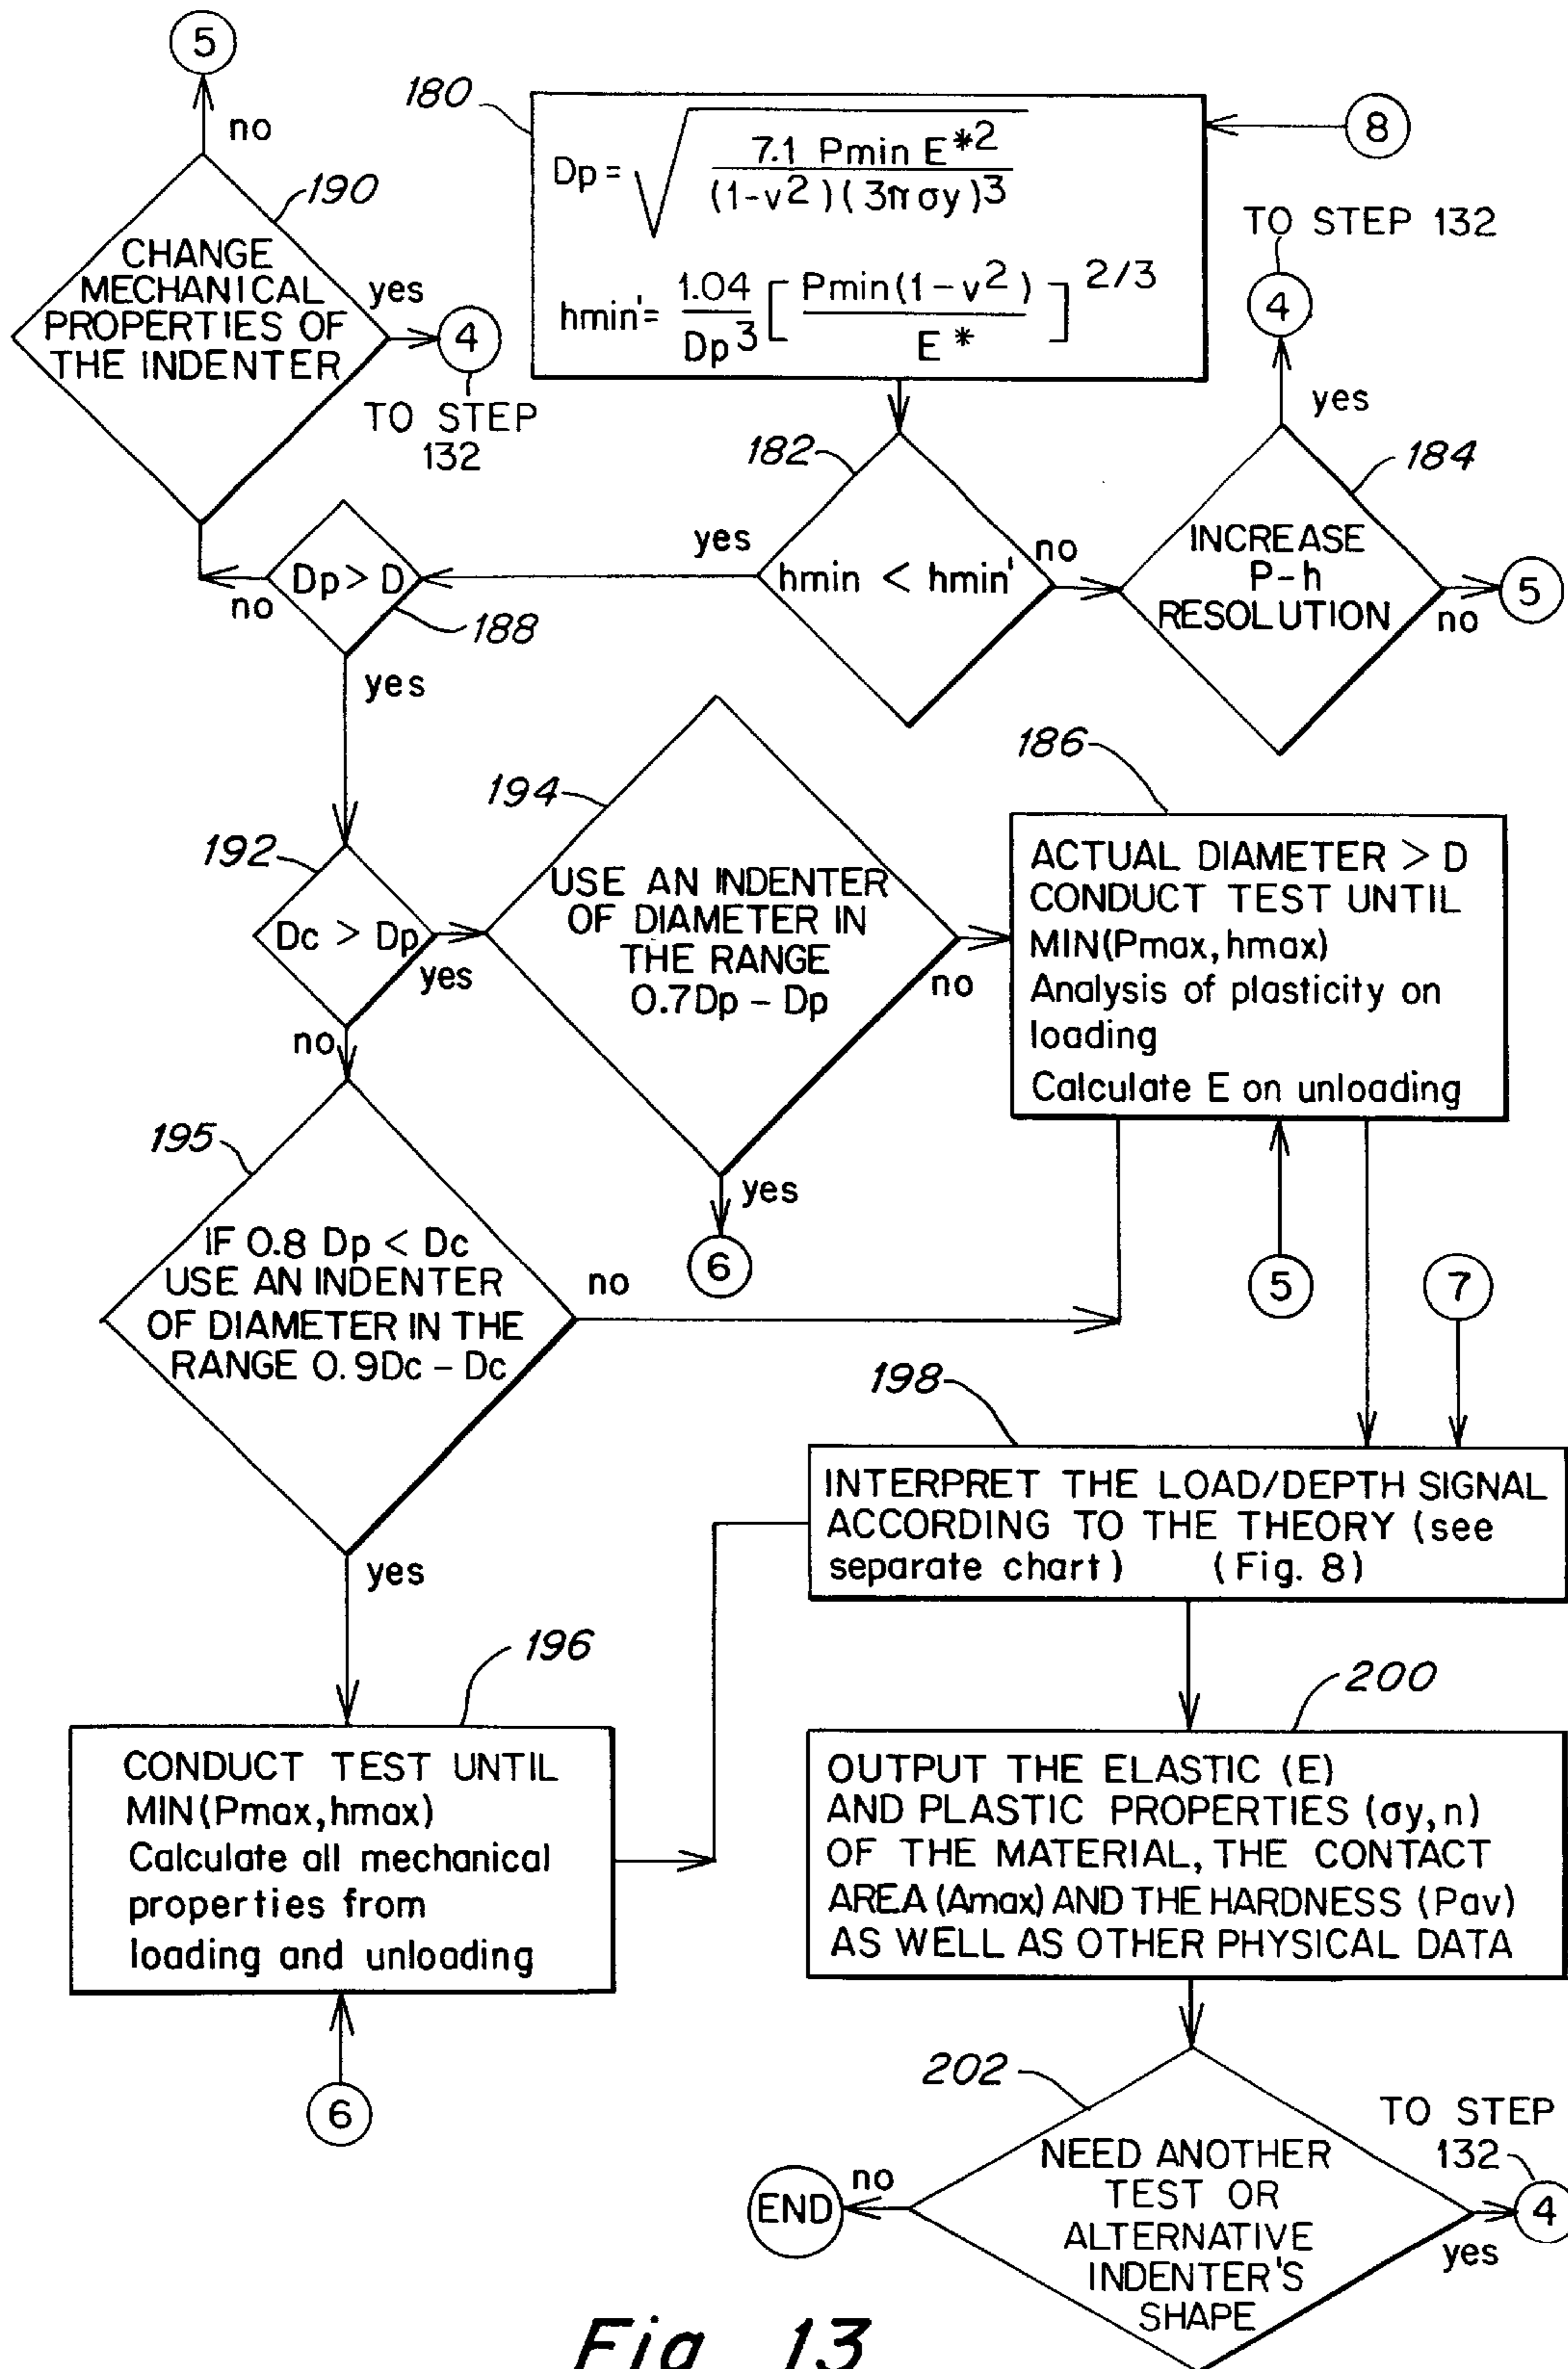 5
no
190
CHANGE
MECHANICAL
PROPERTIES OF
THE INDENTER
yes
4
TO STEP
132
180
Dp = √ 7.1 Pmin E*2 / (1-v2)(3π σy)3
hmin' = 1.04 / Dp3 [ Pmin(1-v2) / E* ] 2/3
8
TO STEP 132
4
yes
182
hmin < hmin'
yes
no
184
INCREASE
P-h
RESOLUTION
no
5
Dp > D
no
188
yes
192
Dc > Dp
yes
no
194
USE AN INDENTER
OF DIAMETER IN
THE RANGE
0.7Dp - Dp
no
yes
6
186
ACTUAL DIAMETER > D
CONDUCT TEST UNTIL
MIN(Pmax,hmax)
Analysis of plasticity on
loading
Calculate E on unloading
5
7
195
IF 0.8 Dp < Dc
USE AN INDENTER
OF DIAMETER IN THE
RANGE 0.9Dc - Dc
no
yes
198
INTERPRET THE LOAD/DEPTH SIGNAL
ACCORDING TO THE THEORY (see
separate chart) (Fig. 8)
196
CONDUCT TEST UNTIL
MIN(Pmax,hmax)
Calculate all mechanical
properties from
loading and unloading
6
200
OUTPUT THE ELASTIC (E)
AND PLASTIC PROPERTIES (σy,n)
OF THE MATERIAL, THE CONTACT
AREA (Amax) AND THE HARDNESS (Pav)
AS WELL AS OTHER PHYSICAL DATA
202
NEED ANOTHER
TEST OR
ALTERNATIVE
INDENTER'S
SHAPE
no
END
TO STEP
132
4
yes
Fig 13